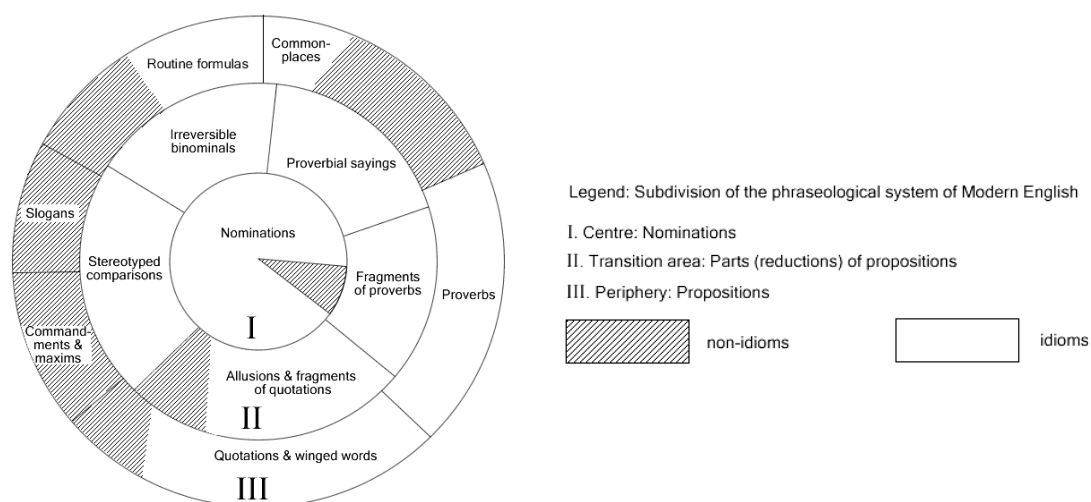 Common-
places
Routine formulas
Irreversible
binominals
Proverbial sayings
Slogans
Nominations
Stereotyped
comparisons
Fragments
of proverbs
Proverbs
I
Command-
ments &
maxims
Allusions & fragments
of quotations
II
Quotations & winged words
III
Legend: Subdivision of the phraseological system of Modern English
I. Centre: Nominations
II. Transition area: Parts (reductions) of propositions
III. Periphery: Propositions
non-idioms
idioms